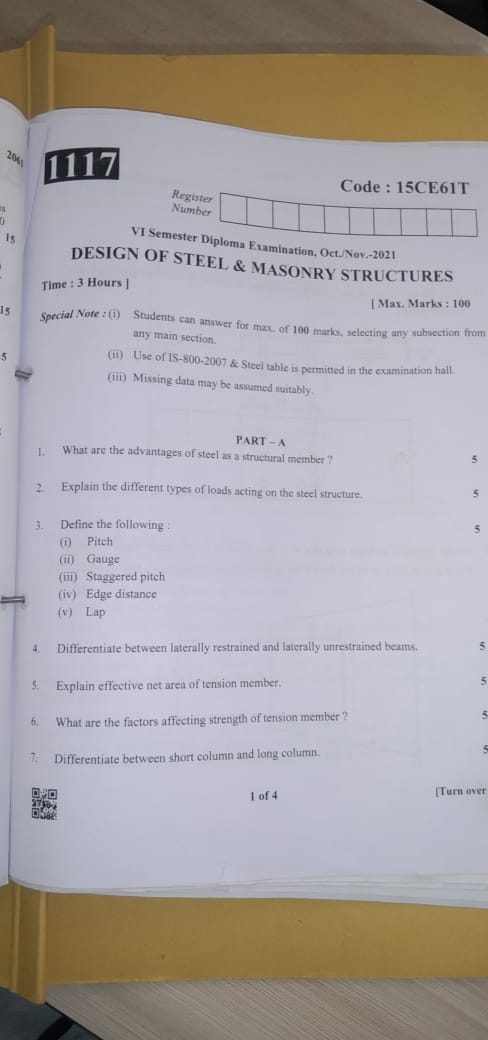 2061
15
15
5
1117
Code : 15CE61T
Register
Number
VI Semester Diploma Examination, Oct./Nov.-2021
DESIGN OF STEEL & MASONRY STRUCTURES
Time : 3 Hours ]
[ Max. Marks : 100
Special Note : (i) Students can answer for max. of 100 marks, selecting any subsection from
any main section.
(ii) Use of IS-800-2007 & Steel table is permitted in the examination hall.
(iii) Missing data may be assumed suitably.
PART – A
1. What are the advantages of steel as a structural member ? 5
2. Explain the different types of loads acting on the steel structure. 5
3. Define the following : 5
(i) Pitch
(ii) Gauge
(iii) Staggered pitch
(iv) Edge distance
(v) Lap
4. Differentiate between laterally restrained and laterally unrestrained beams. 5
5. Explain effective net area of tension member. 5
6. What are the factors affecting strength of tension member ? 5
7. Differentiate between short column and long column. 5
1 of 4
[Turn over